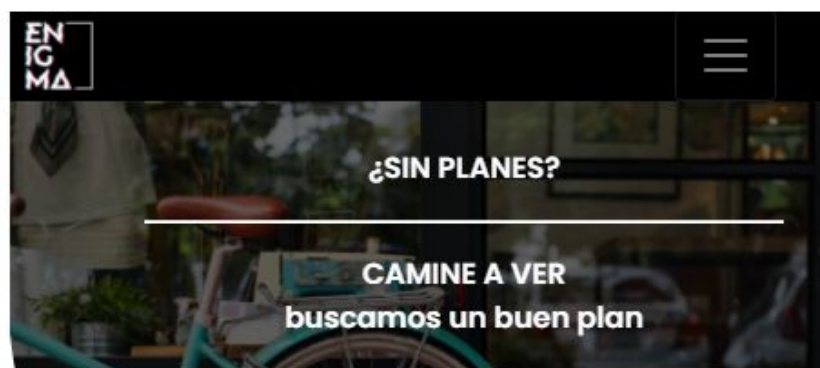 EN
IG
MA
¿SIN PLANES?
CAMINE A VER
buscamos un buen plan